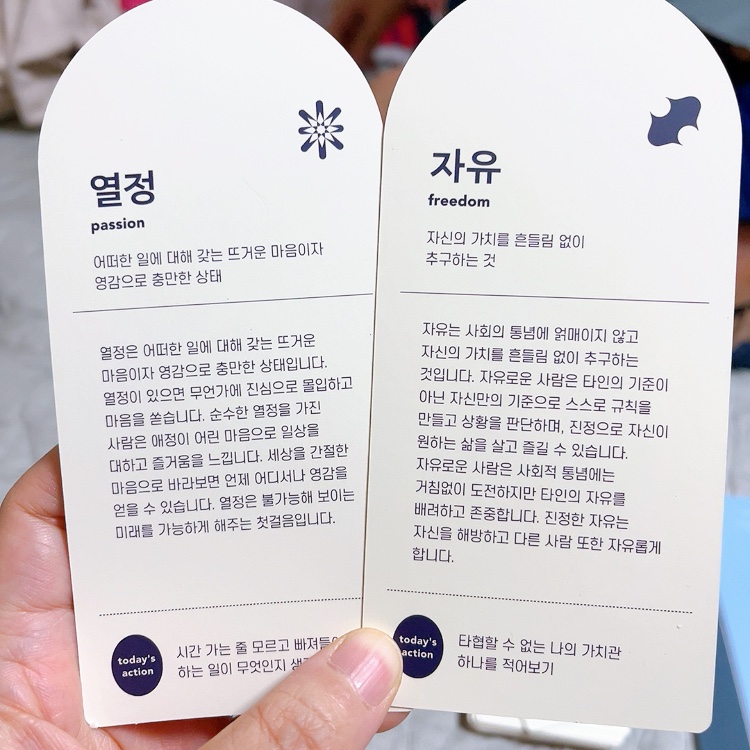 열정
passion
어떠한 일에 대해 갖는 뜨거운 마음이자
영감으로 충만한 상태
열정은 어떠한 일에 대해 갖는 뜨거운
마음이자 영감으로 충만한 상태입니다.
열정이 있으면 무언가에 진심으로 몰입하고
마음을 쏟습니다. 순수한 열정을 가진
사람은 애정이 어린 마음으로 일상을
대하고 즐거움을 느낍니다. 세상을 간절한
마음으로 바라보면 언제 어디서나 영감을
얻을 수 있습니다. 열정은 불가능해 보이는
미래를 가능하게 해주는 첫걸음입니다.
today's
action
시간 가는 줄 모르고
하는 일이 무엇인지
자유
freedom
자신의 가치를 흔들림 없이
추구하는 것
자유는 사회의 통념에 얽매이지 않고
자신의 가치를 흔들림 없이 추구하는
것입니다. 자유로운 사람은 타인의 기준이
아닌 자신만의 기준으로 스스로 규칙을
만들고 상황을 판단하며, 진정으로 자신이
원하는 삶을 살고 즐길 수 있습니다.
자유로운 사람은 사회적 통념에는
거침없이 도전하지만 타인의 자유를
배려하고 존중합니다. 진정한 자유는
자신을 해방하고 다른 사람 또한 자유롭게
합니다.
today's
action
타협할 수 없는 나의 가치관
하나를 적어보기